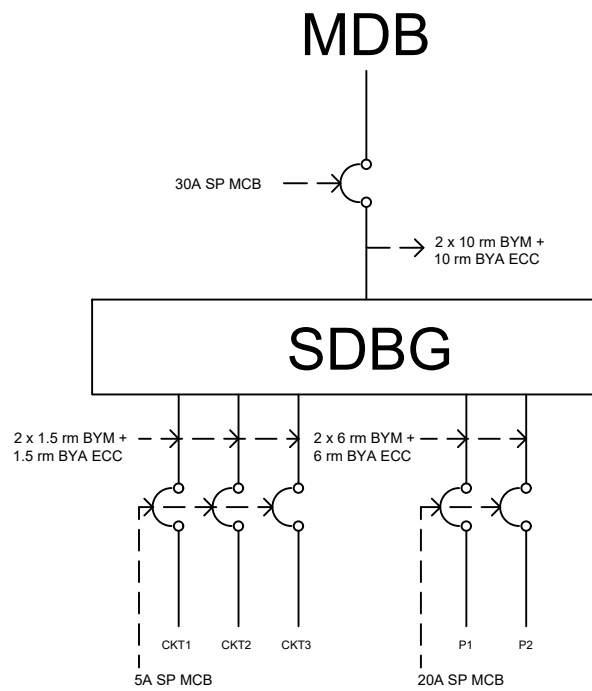 MDB
30A SP MCB
2 x 10 rm BYM +
10 rm BYA ECC
SDBG
2 x 1.5 rm BYM +
1.5 rm BYA ECC
2 x 6 rm BYM +
6 rm BYA ECC
CKT1
CKT2
CKT3
P1
P2
5A SP MCB
20A SP MCB